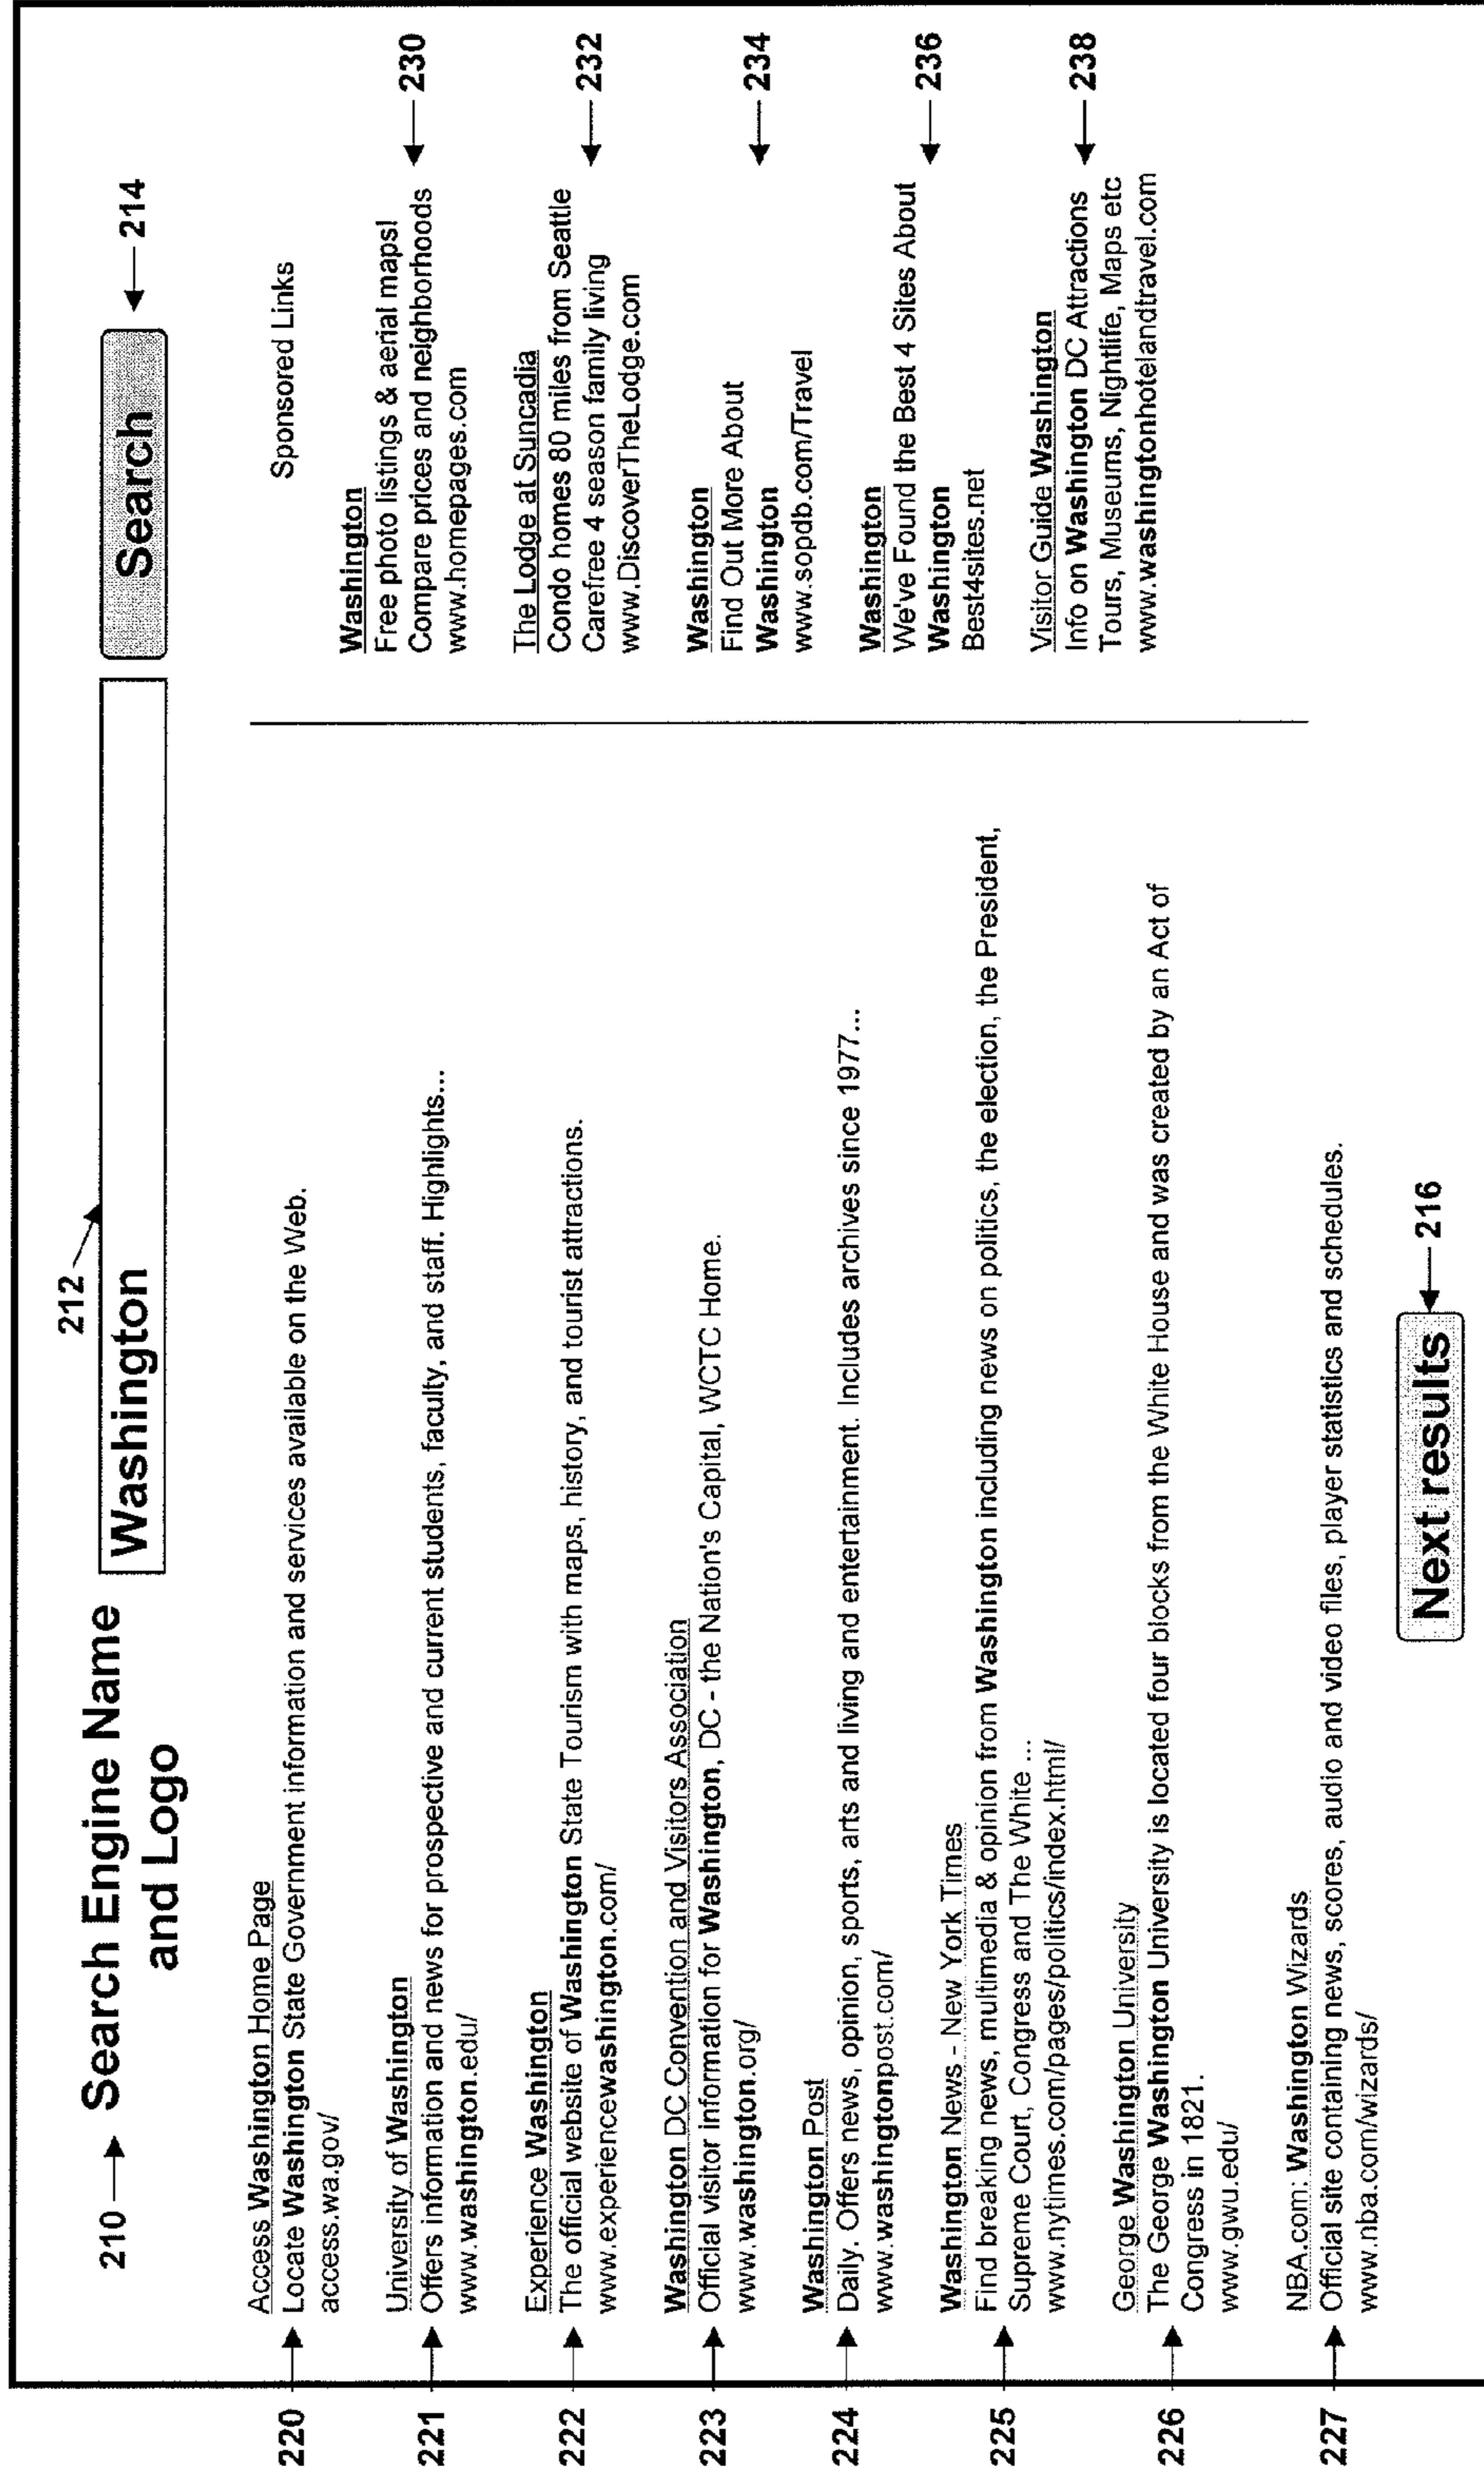 212
210 Search Engine Name
and Logo
Washington
Search
214
220
Access Washington Home Page
Locate Washington State Government information and services available on the Web.
access.wa.gov/
221
University of Washington
Offers information and news for prospective and current students, faculty, and staff. Highlights...
www.washington.edu/
222
Experience Washington
The official website of Washington State Tourism with maps, history, and tourist attractions.
www.experiencewashington.com/
223
Washington DC Convention and Visitors Association
Official visitor information for Washington, DC - the Nation's Capital, WCTC Home.
www.washington.org/
224
Washington Post
Daily. Offers news, opinion, sports, arts and living and entertainment. Includes archives since 1977...
www.washingtonpost.com/
225
Washington News - New York Times
Find breaking news, multimedia & opinion from Washington including news on politics, the election, the President,
Supreme Court, Congress and The White ...
www.nytimes.com/pages/politics/index.html/
226
George Washington University
The George Washington University is located four blocks from the White House and was created by an Act of
Congress in 1821.
www.gwu.edu/
227
NBA.com: Washington Wizards
Official site containing news, scores, audio and video files, player statistics and schedules.
www.nba.com/wizards/
Next results
216
Sponsored Links
Washington
Free photo listings & aerial maps!
Compare prices and neighborhoods
www.homepages.com
230
The Lodge at Suncadia
Condo homes 80 miles from Seattle
Carefree 4 season family living
www.DiscoverTheLodge.com
232
Washington
Find Out More About
Washington
www.sopdb.com/Travel
234
Washington
We've Found the Best 4 Sites About
Washington
Best4sites.net
236
Visitor Guide Washington
Info on Washington DC Attractions
Tours, Museums, Nightlife, Maps etc
www.washingtonhotelandtravel.com
238